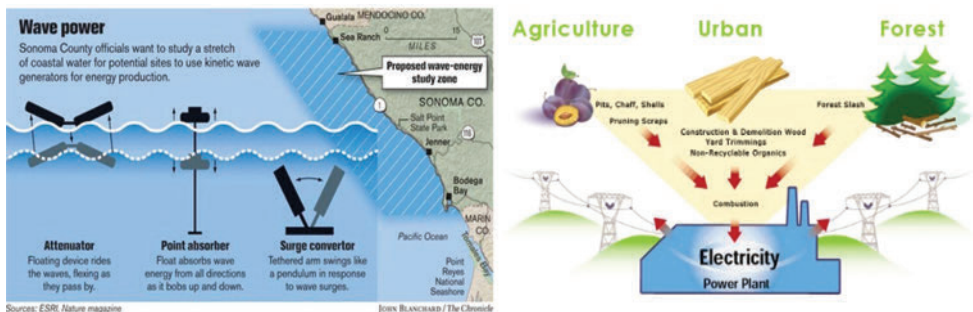 Wave power
Sonoma County officials want to study a stretch
of coastal water for potential sites to use kinetic wave
generators for energy production.
Gualala
MENDOCINO CO.
Sea Ranch
0
15
MILES
101
Proposed wave-energy
study zone
1
SONOMA CO.
Salt Point
State Park
116
Jenner
Bodega
Bay
MARIN
CO.
Tomales Bay
Pacific Ocean
Point
Reyes
National
Seashore
Attenuator
Floating device rides
the waves, flexing as
they pass by.
Point absorber
Float absorbs wave
energy from all directions
as it bobs up and down.
Surge convertor
Tethered arm swings like
a pendulum in response
to wave surges.
Sources: ESRI, Nature magazine
JOHN BLANCHARD / The Chronicle
Agriculture
Urban
Forest
Pits, Chaff, Shells
Pruning Scraps
Construction & Demolition Wood
Yard Trimmings
Non-Recyclable Organics
Forest Slash
Combustion
Electricity
Power Plant